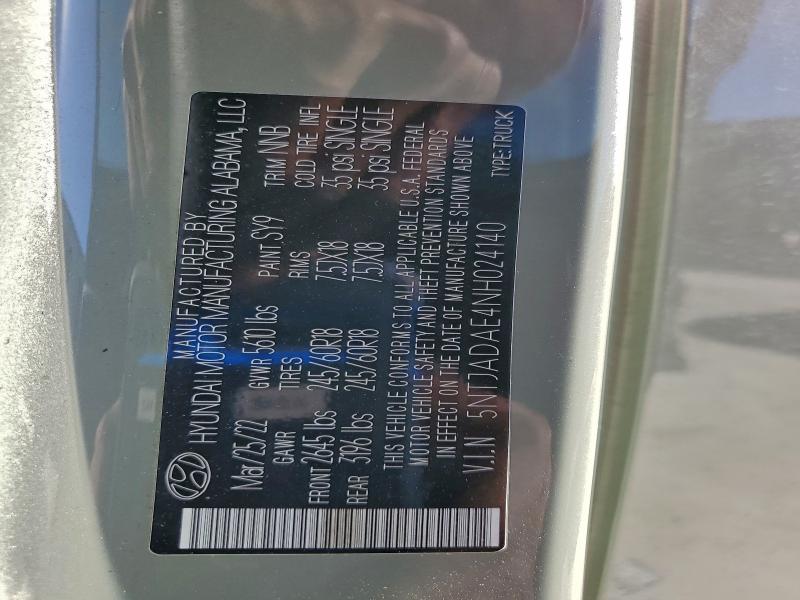 MANUFACTURED BY
HYUNDAI MOTOR MANUFACTURING ALABAMA, LLC
Mar/25/22 GVWR 5610 lbs PAINT SY9 TRIM NNB
GAWR TIRES RIMS COLD TIRE INFL
FRONT 2645 lbs 245/60R18 7.5JX18 35 psi SINGLE
REAR 3196 lbs 245/60R18 7.5JX18 35 psi SINGLE
THIS VEHICLE CONFORMS TO ALL APPLICABLE U.S.A. FEDERAL
MOTOR VEHICLE SAFETY AND THEFT PREVENTION STANDARDS
IN EFFECT ON THE DATE OF MANUFACTURE SHOWN ABOVE
V.I.N 5NTJADAE4NH024140 TYPE:TRUCK